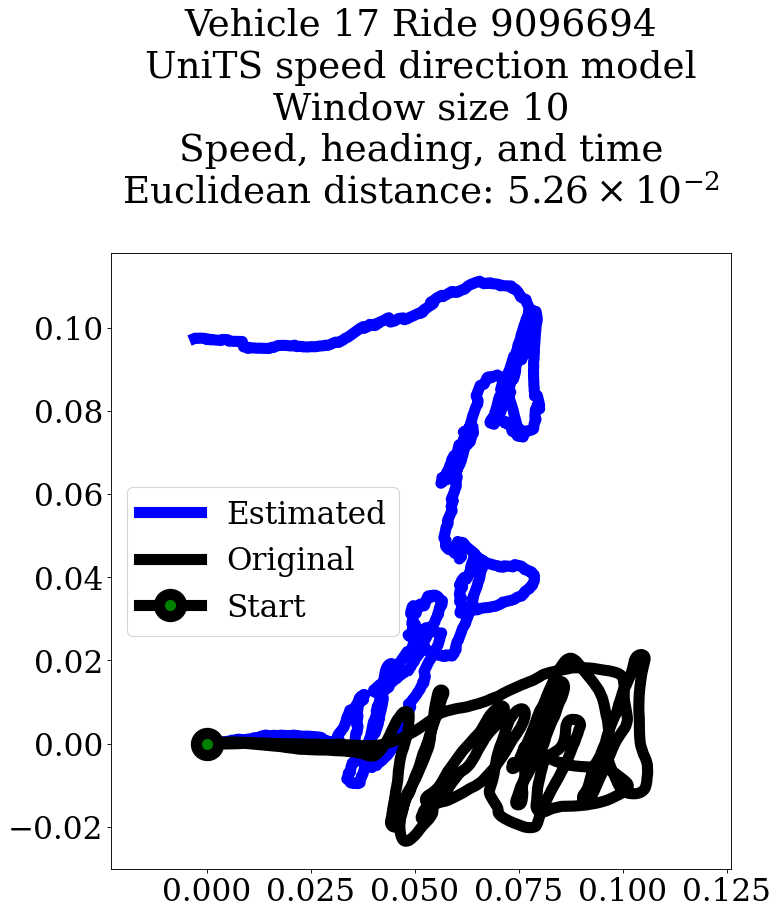 Vehicle 17 Ride 9096694
UniTS speed direction model
Window size 10
Speed, heading, and time
Euclidean distance: 5.26 × 10⁻²
0.10
0.08
0.06
0.04
0.02
0.00
−0.02
Estimated
Original
Start
0.000 0.025 0.050 0.075 0.100 0.125